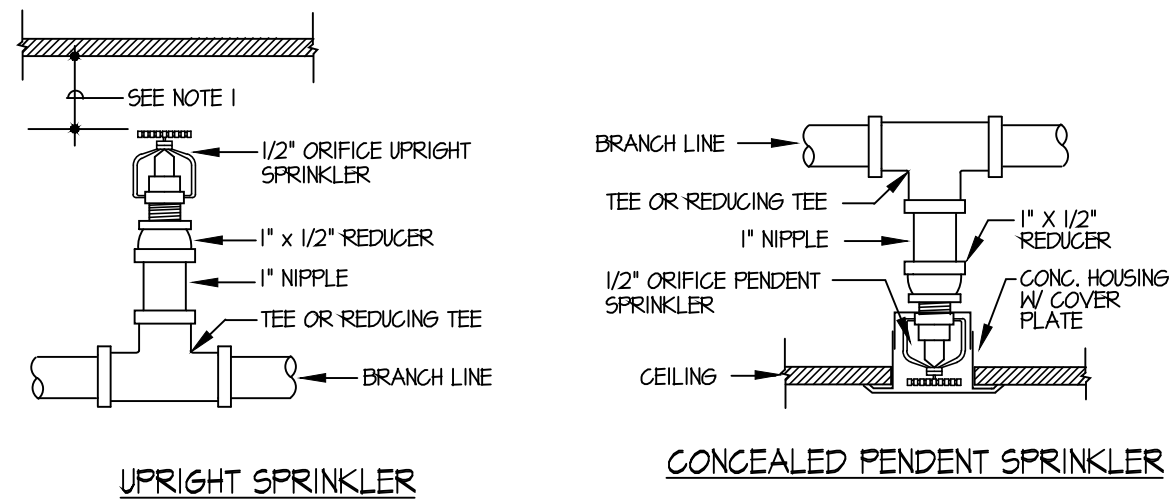 SEE NOTE 1
1/2" ORIFICE UPRIGHT
SPRINKLER
1" x 1/2" REDUCER
1" NIPPLE
TEE OR REDUCING TEE
BRANCH LINE
UPRIGHT SPRINKLER
BRANCH LINE
TEE OR REDUCING TEE
1" NIPPLE
1" X 1/2"
REDUCER
1/2" ORIFICE PENDENT
SPRINKLER
CONC. HOUSING
W/ COVER
PLATE
CEILING
CONCEALED PENDENT SPRINKLER